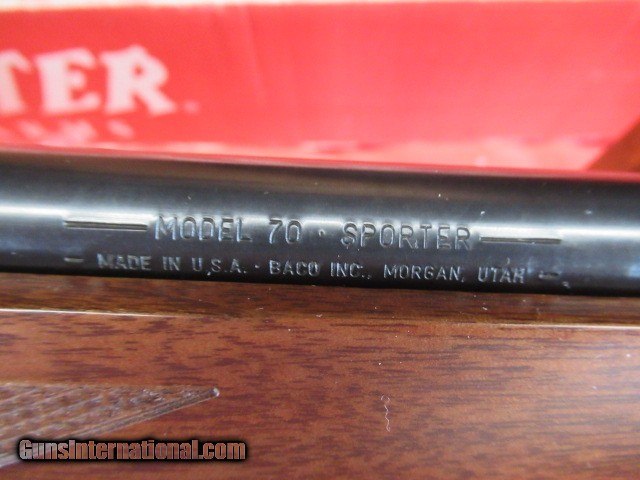 TER
MODEL 70 · SPORTER
MADE IN U.S.A. · BACO INC., MORGAN, UTAH
GunsInternational.com